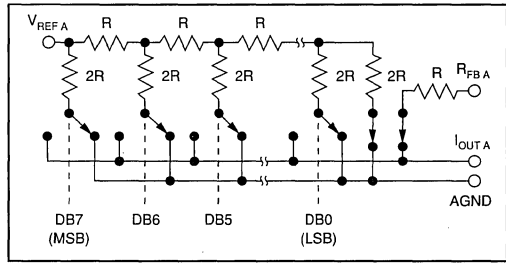 V REF A
R
R
R
2R
2R
2R
2R
2R
R
R FB A
I OUT A
AGND
DB7
(MSB)
DB6
DB5
DB0
(LSB)